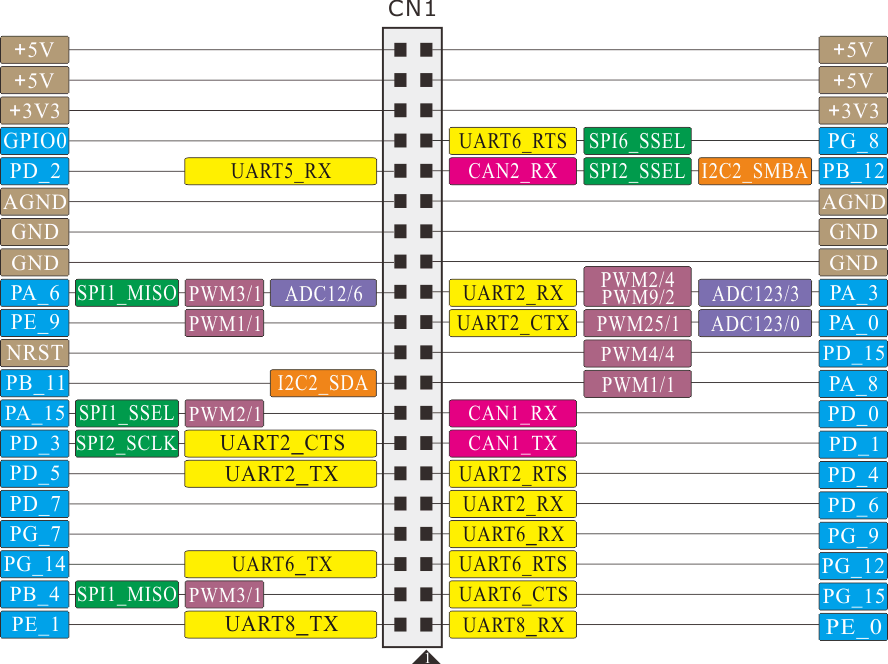 CN1
+5V +5V
+5V +5V
+3V3 +3V3
GPIO0 UART6_RTS SPI6_SSEL PG_8
PD_2 UART5_RX CAN2_RX SPI2_SSEL I2C2_SMBA PB_12
AGND AGND
GND GND
GND GND
PA_6 SPI1_MISO PWM3/1 ADC12/6 UART2_RX PWM2/4 PWM9/2 ADC123/3 PA_3
PE_9 PWM1/1 UART2_CTX PWM25/1 ADC123/0 PA_0
NRST PWM4/4 PD_15
PB_11 I2C2_SDA PWM1/1 PA_8
PA_15 SPI1_SSEL PWM2/1 CAN1_RX PD_0
PD_3 SPI2_SCLK UART2_CTS CAN1_TX PD_1
PD_5 UART2_TX UART2_RTS PD_4
PD_7 UART2_RX PD_6
PG_7 UART6_RX PG_9
PG_14 UART6_TX UART6_RTS PG_12
PB_4 SPI1_MISO PWM3/1 UART6_CTS PG_15
PE_1 UART8_TX UART8_RX PE_0
1